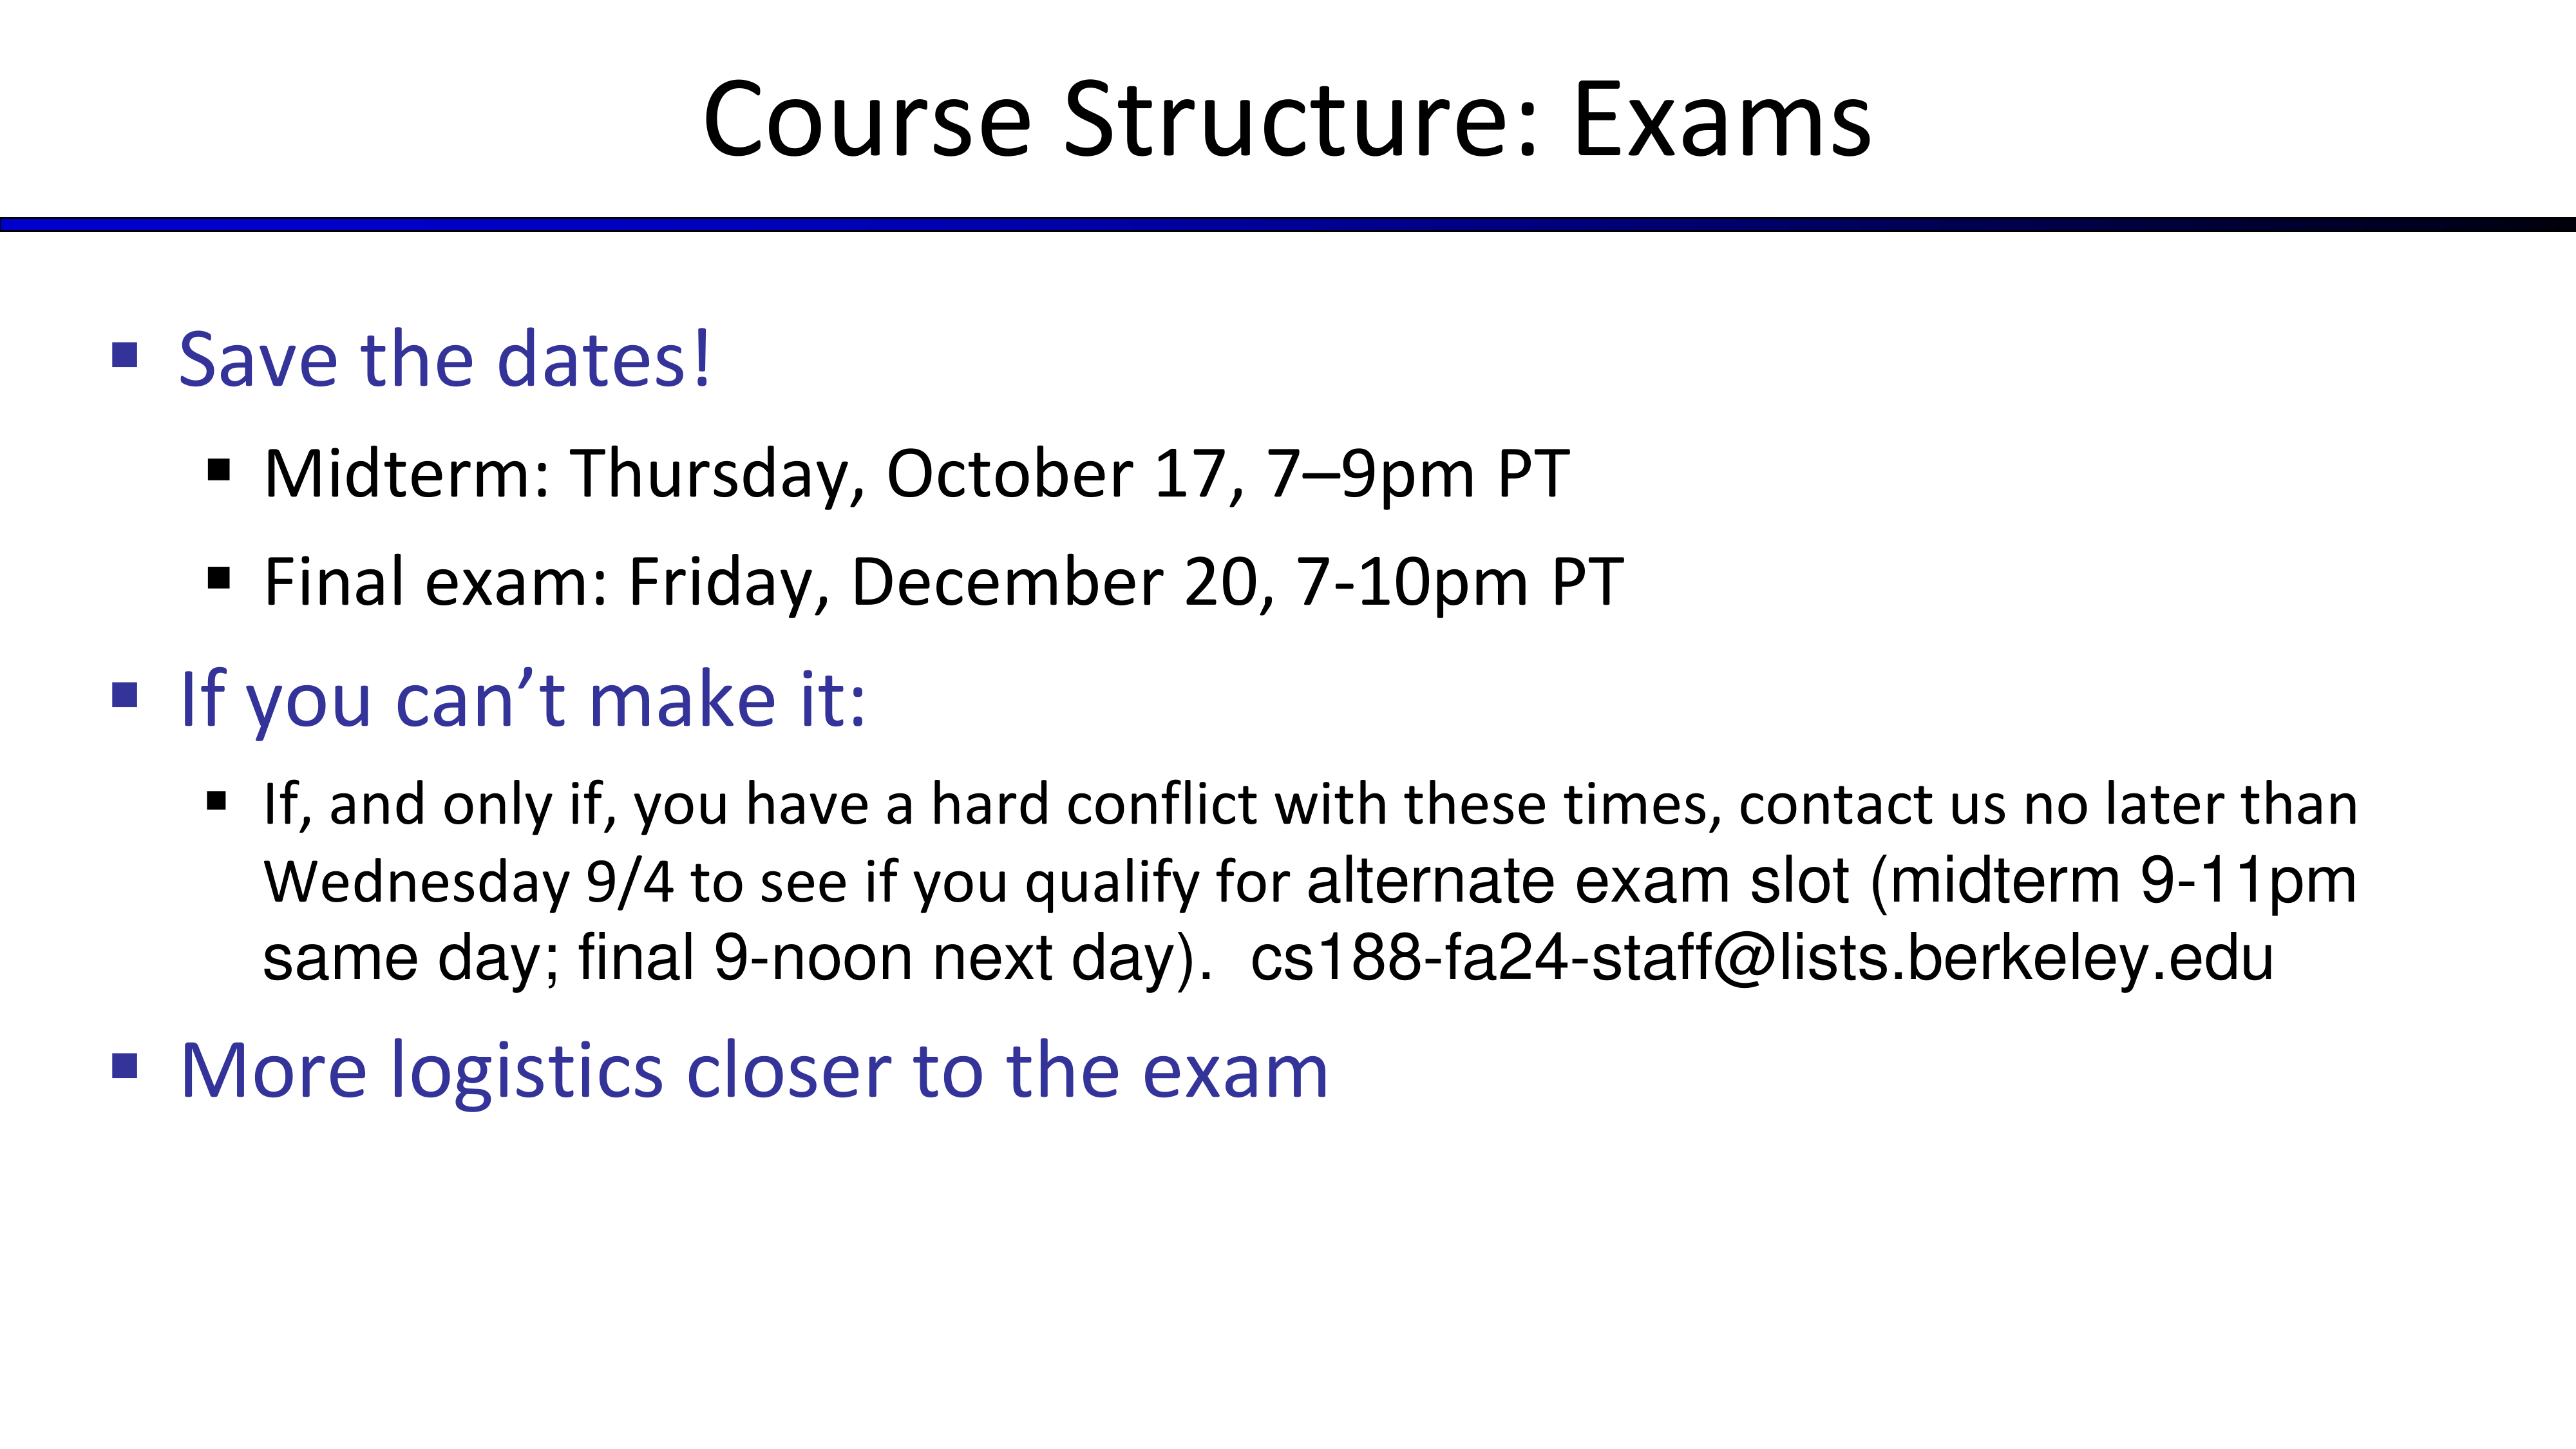 Course Structure: Exams
▪ Save the dates!
▪ Midterm: Thursday, October 17, 7–9pm PT
▪ Final exam: Friday, December 20, 7-10pm PT
▪ If you can’t make it:
▪ If, and only if, you have a hard conflict with these times, contact us no later than
Wednesday 9/4 to see if you qualify for alternate exam slot (midterm 9-11pm
same day; final 9-noon next day).  cs188-fa24-staff@lists.berkeley.edu
▪ More logistics closer to the exam